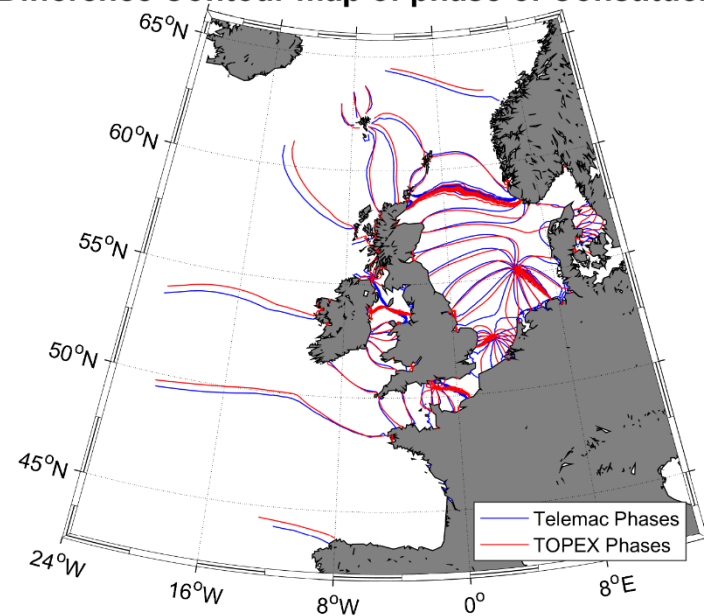 Difference Contour map of phase of Consatuen
65°N
60°N
55°N
50°N
45°N
24°W
16°W
8°W
0°
8°E
Telemac Phases
TOPEX Phases